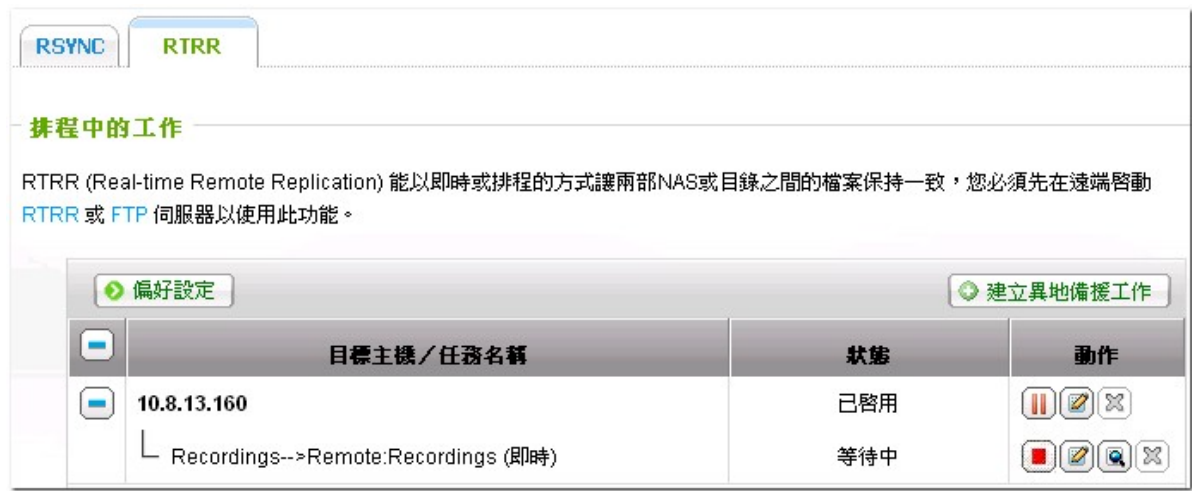 RSYNC
RTRR
排程中的工作
RTRR (Real-time Remote Replication) 能以即時或排程的方式讓兩部NAS或目錄之間的檔案保持一致，您必須先在遠端啓動
RTRR 或 FTP 伺服器以使用此功能。
偏好設定
建立異地備援工作
目標主機／任務名稱
狀態
動作
10.8.13.160
已啓用
Recordings-->Remote:Recordings (即時)
等待中